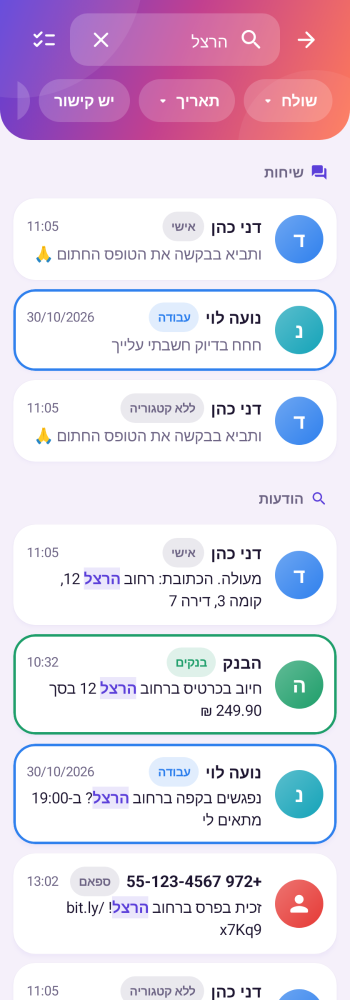 הרצל
שולח
תאריך
יש קישור
שיחות
ד
דני כהן
אישי
11:05
ותביא בבקשה את הטופס החתום 🙏
נ
נועה לוי
עבודה
30/10/2026
חחח בדיוק חשבתי עלייך
ד
דני כהן
ללא קטגוריה
11:05
ותביא בבקשה את הטופס החתום 🙏
הודעות
ד
דני כהן
אישי
11:05
מעולה. הכתובת: רחוב הרצל 12,
קומה 3, דירה 7
ה
הבנק
בנקים
10:32
חיוב בכרטיס ברחוב הרצל 12 בסך
249.90 ₪
נ
נועה לוי
עבודה
30/10/2026
נפגשים בקפה ברחוב הרצל? ב-19:00
מתאים לי
+972 55-123-4567
ספאם
13:02
זכית בפרס ברחוב הרצל! bit.ly/
x7Kq9
דני כהן
ללא קטגוריה
11:05